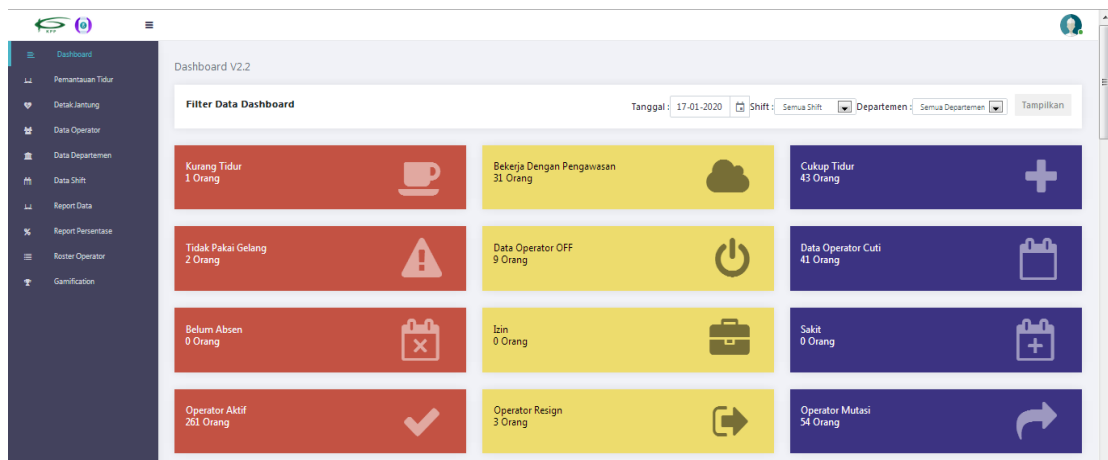 KPP
Dashboard
Pemantauan Tidur
Detak Jantung
Data Operator
Data Departemen
Data Shift
Report Data
Report Persentase
Roster Operator
Gamification
Dashboard V2.2
Filter Data Dashboard
Tanggal : 17-01-2020 Shift : Semua Shift Departemen : Semua Departemen Tampilkan
Kurang Tidur
1 Orang
Bekerja Dengan Pengawasan
31 Orang
Cukup Tidur
43 Orang
Tidak Pakai Gelang
2 Orang
Data Operator OFF
9 Orang
Data Operator Cuti
41 Orang
Belum Absen
0 Orang
Izin
0 Orang
Sakit
0 Orang
Operator Aktif
261 Orang
Operator Resign
3 Orang
Operator Mutasi
54 Orang